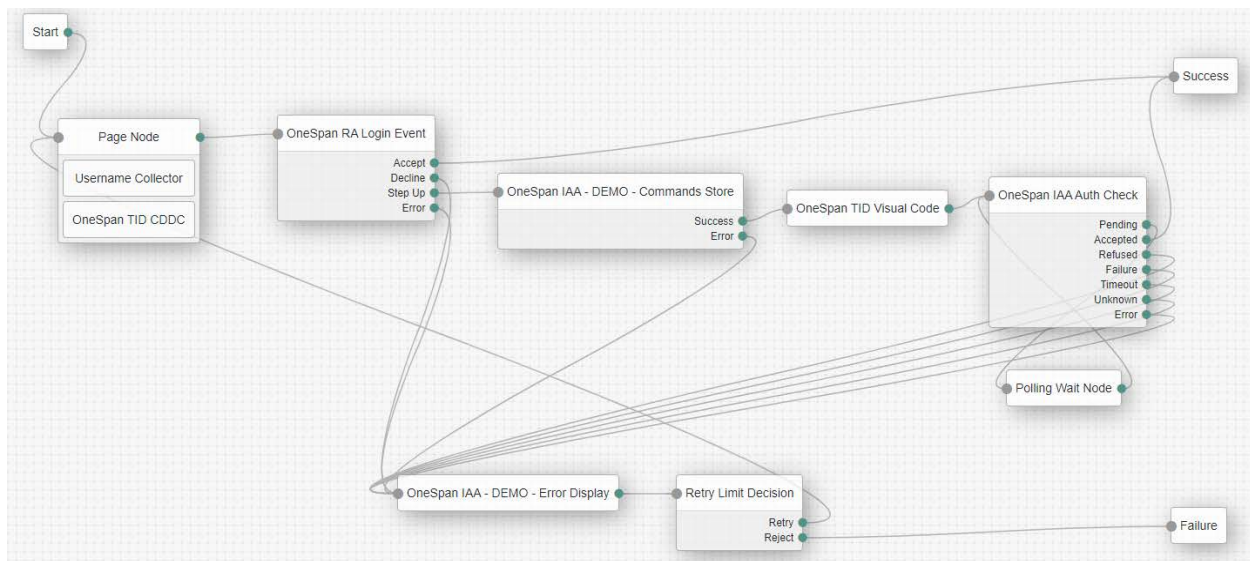 Start
Success
Page Node
Username Collector
OneSpan TID CDDC
OneSpan RA Login Event
Accept
Decline
Step Up
Error
OneSpan IAA - DEMO - Commands Store
Success
Error
OneSpan TID Visual Code
OneSpan IAA Auth Check
Pending
Accepted
Refused
Failure
Timeout
Unknown
Error
Polling Wait Node
OneSpan IAA - DEMO - Error Display
Retry Limit Decision
Retry
Reject
Failure